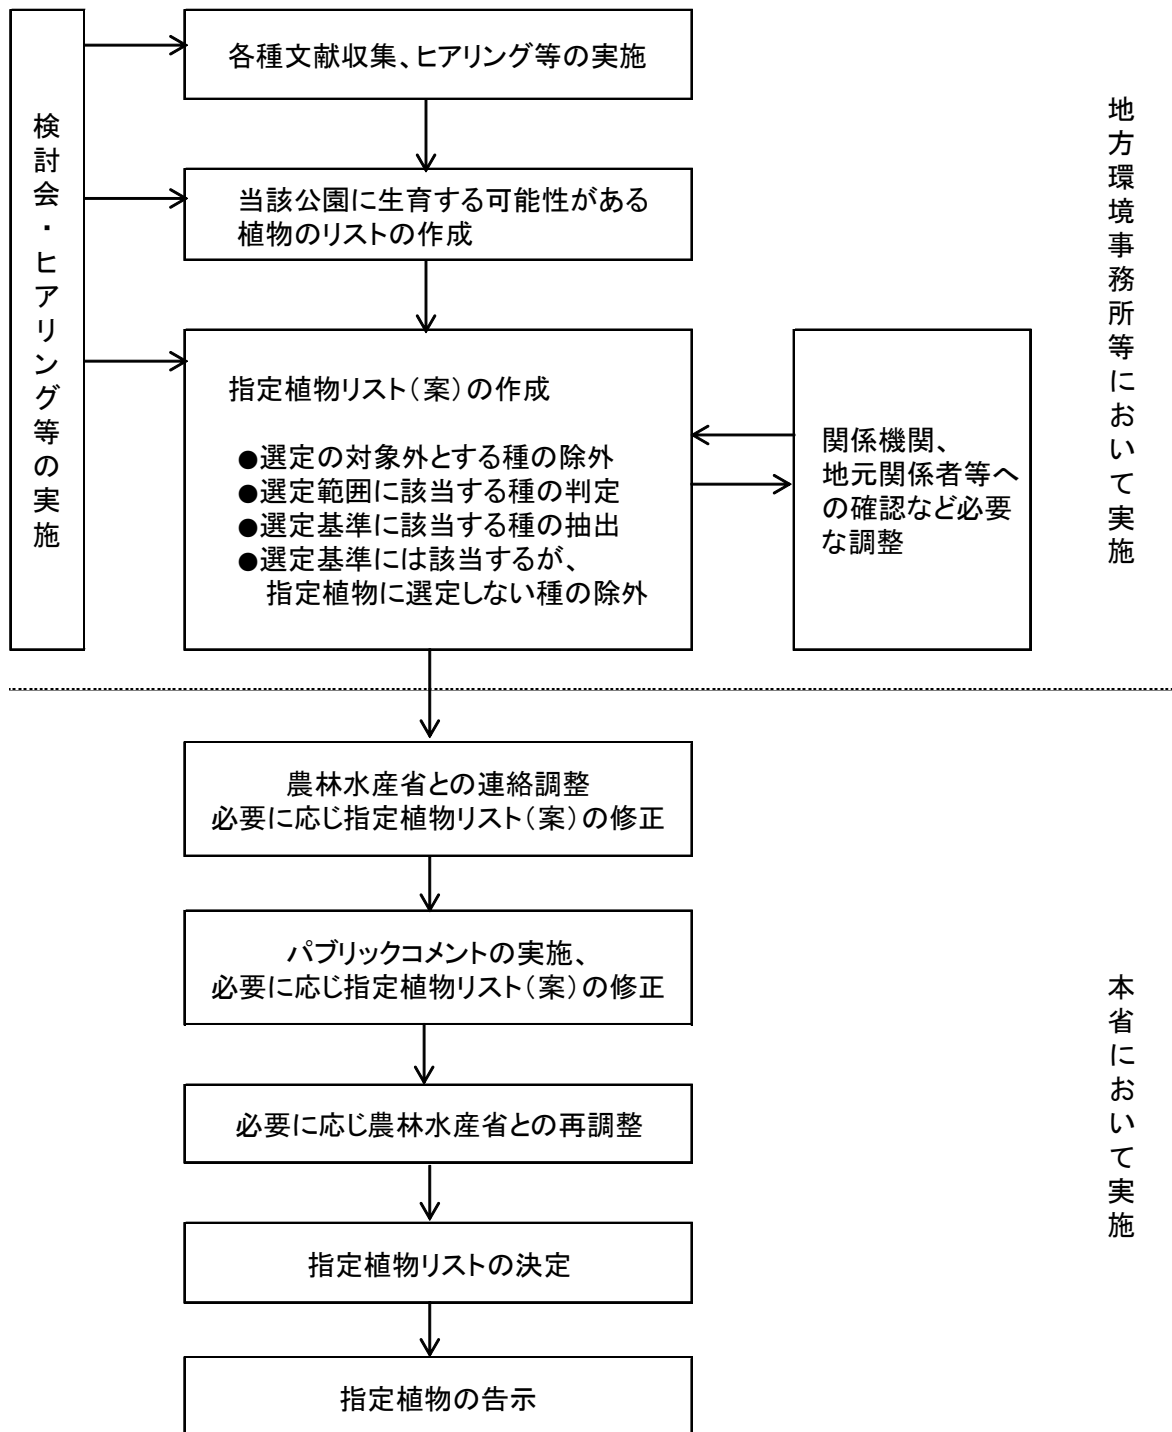 検討会・ヒアリング等の実施
各種文献収集、ヒアリング等の実施
当該公園に生育する可能性がある
植物のリストの作成
指定植物リスト（案）の作成
●選定の対象外とする種の除外
●選定範囲に該当する種の判定
●選定基準に該当する種の抽出
●選定基準には該当するが、
指定植物に選定しない種の除外
関係機関、
地元関係者等へ
の確認など必要
な調整
地方環境事務所等において実施
農林水産省との連絡調整
必要に応じ指定植物リスト（案）の修正
パブリックコメントの実施、
必要に応じ指定植物リスト（案）の修正
必要に応じ農林水産省との再調整
指定植物リストの決定
指定植物の告示
本省において実施